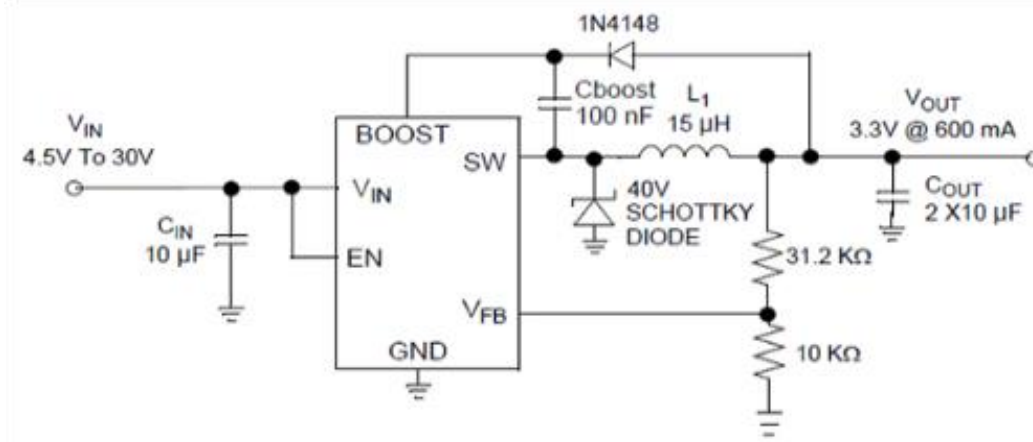 1N4148
Cboost
100 nF
L1
15 µH
VOUT
3.3V @ 600 mA
VIN
4.5V To 30V
BOOST
SW
VIN
40V
SCHOTTKY
DIODE
COUT
2 X10 µF
CIN
10 µF
EN
31.2 KΩ
VFB
GND
10 KΩ